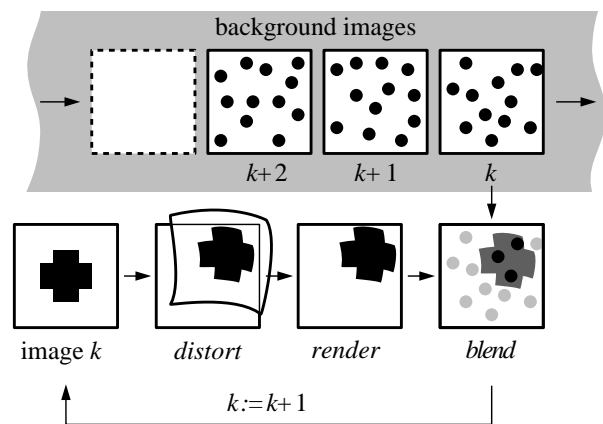 background images
k+2 k+1 k
image k distort render blend
k:=k+1